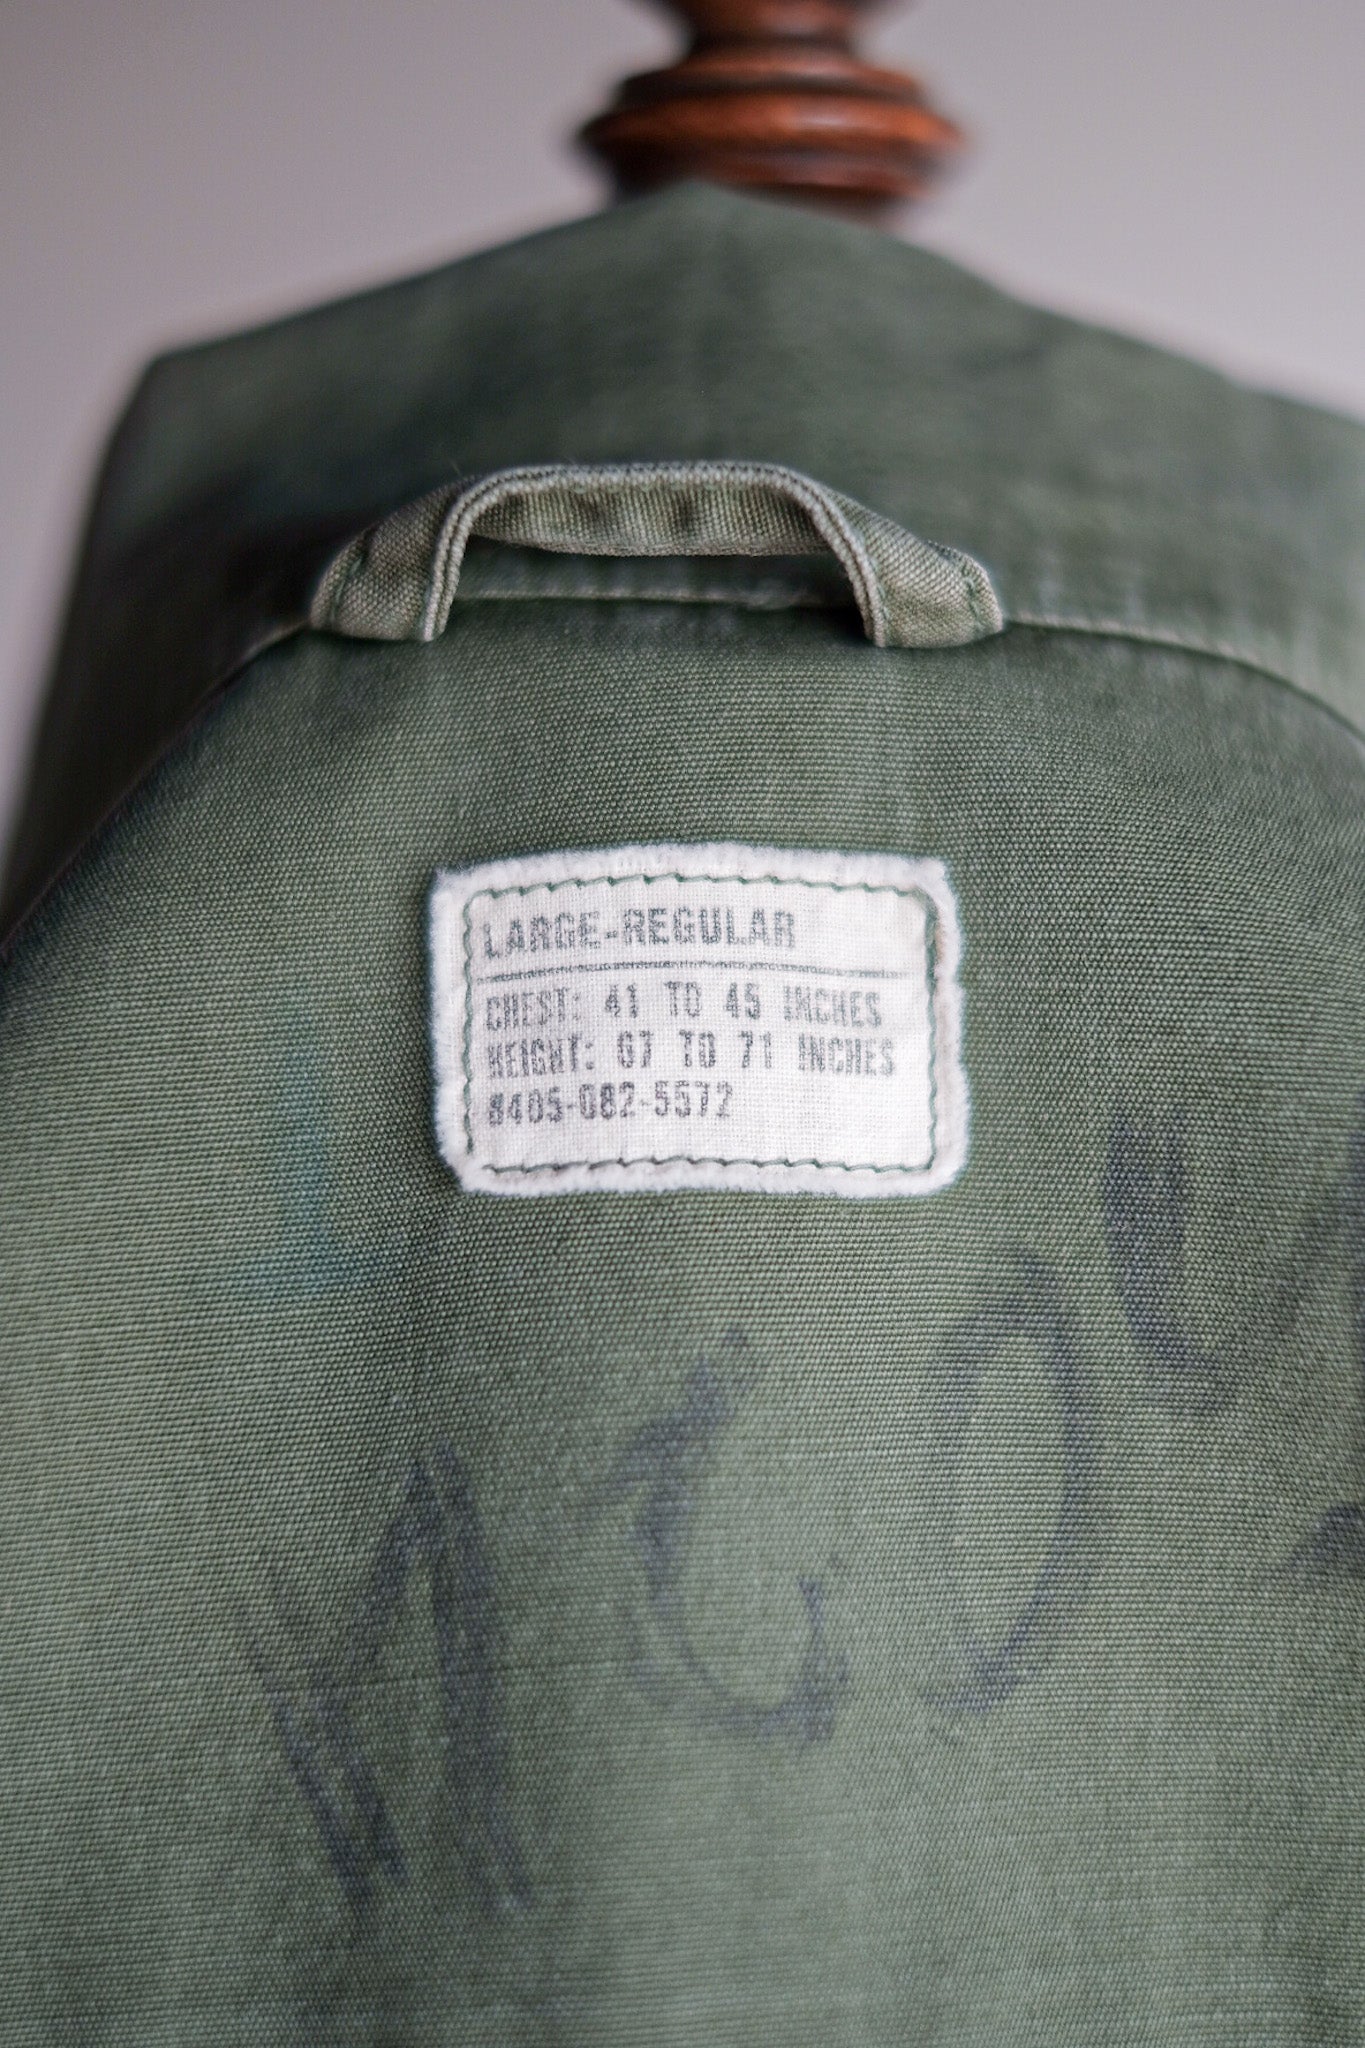 LARGE-REGULAR
CHEST: 41 TO 45 INCHES
HEIGHT: 67 TO 71 INCHES
8405-082-5572